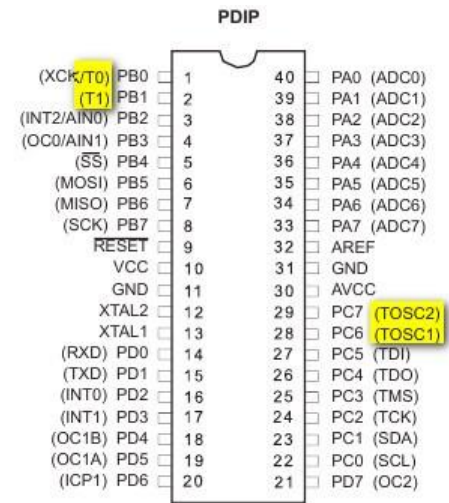 PDIP
(XCK/T0) PB0 1 40 PA0 (ADC0)
(T1) PB1 2 39 PA1 (ADC1)
(INT2/AIN0) PB2 3 38 PA2 (ADC2)
(OC0/AIN1) PB3 4 37 PA3 (ADC3)
(SS) PB4 5 36 PA4 (ADC4)
(MOSI) PB5 6 35 PA5 (ADC5)
(MISO) PB6 7 34 PA6 (ADC6)
(SCK) PB7 8 33 PA7 (ADC7)
RESET 9 32 AREF
VCC 10 31 GND
GND 11 30 AVCC
XTAL2 12 29 PC7 (TOSC2)
XTAL1 13 28 PC6 (TOSC1)
(RXD) PD0 14 27 PC5 (TDI)
(TXD) PD1 15 26 PC4 (TDO)
(INT0) PD2 16 25 PC3 (TMS)
(INT1) PD3 17 24 PC2 (TCK)
(OC1B) PD4 18 23 PC1 (SDA)
(OC1A) PD5 19 22 PC0 (SCL)
(ICP1) PD6 20 21 PD7 (OC2)